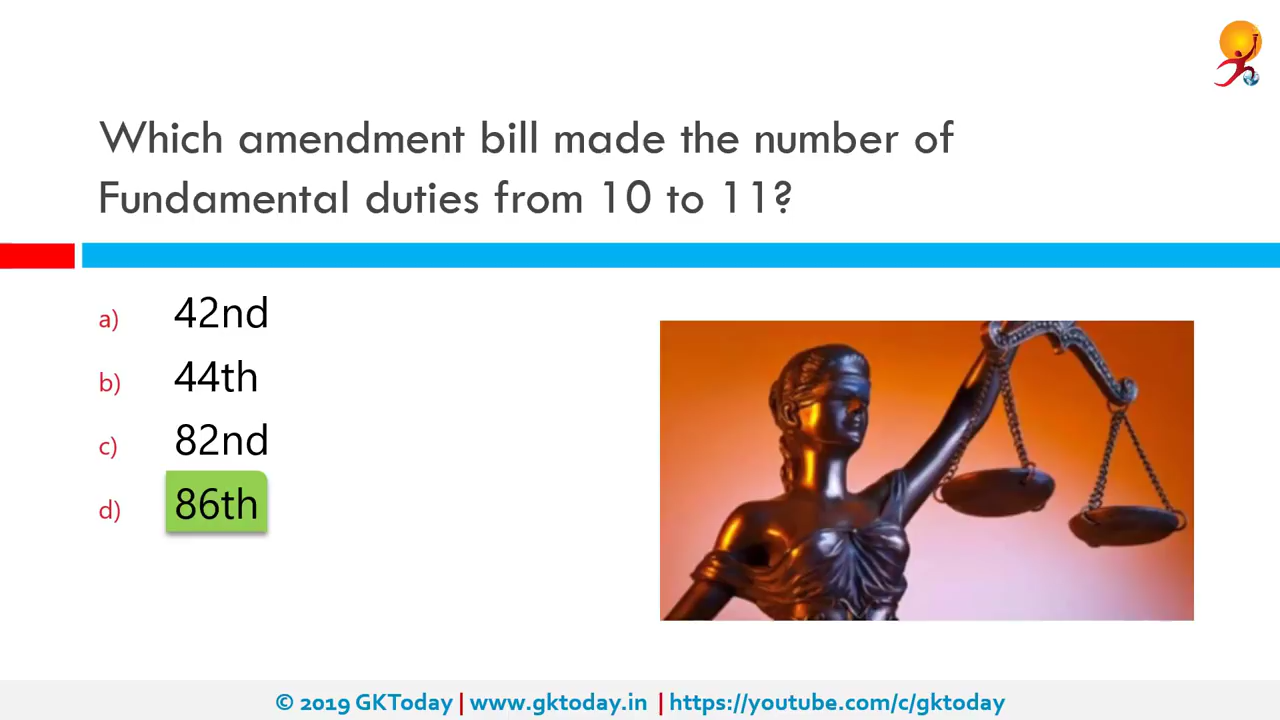 Which amendment bill made the number of
Fundamental duties from 10 to 11?
a) 42nd
b) 44th
c) 82nd
d) 86th
© 2019 GKToday | www.gktoday.in | https://youtube.com/c/gktoday